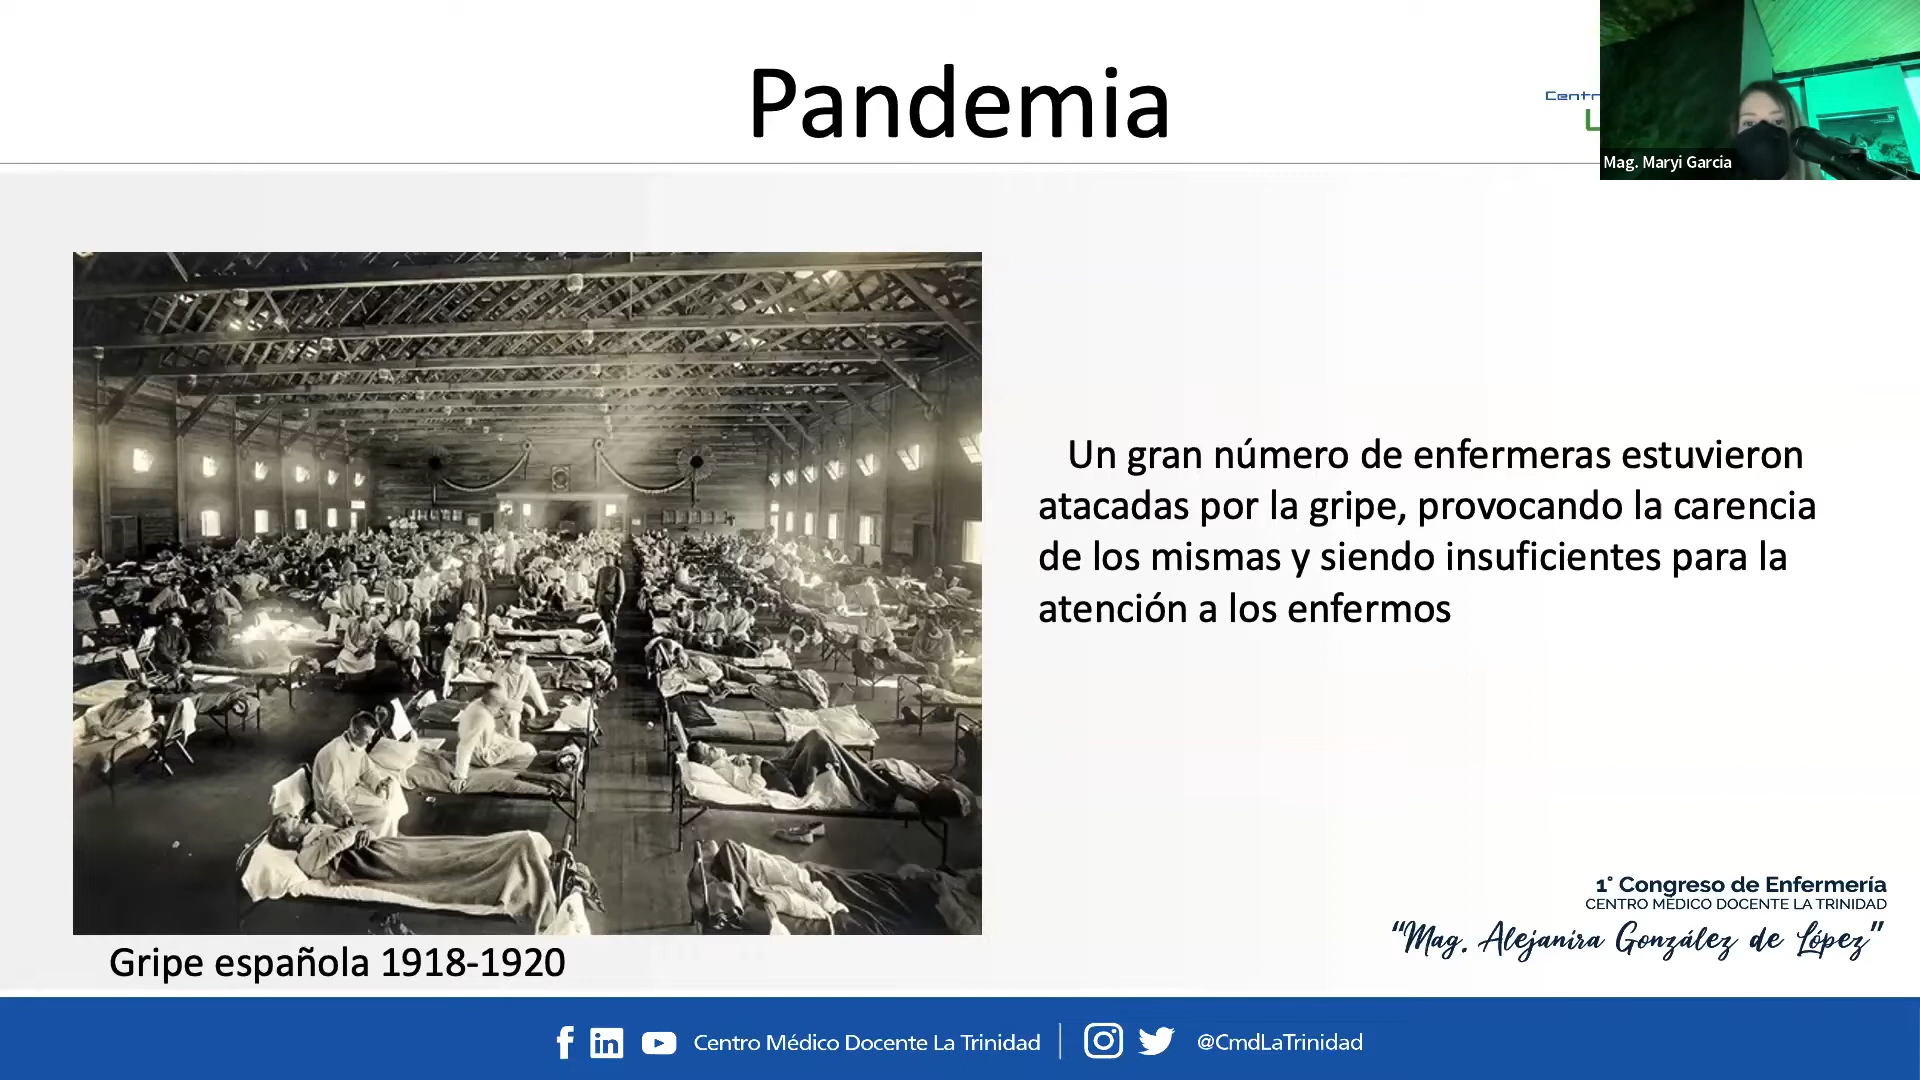 Pandemia
Mag. Maryi Garcia
Un gran número de enfermeras estuvieron
atacadas por la gripe, provocando la carencia
de los mismas y siendo insuficientes para la
atención a los enfermos
Gripe española 1918-1920
1° Congreso de Enfermería
CENTRO MÉDICO DOCENTE LA TRINIDAD
"Mag. Alejanira González de López"
Centro Médico Docente La Trinidad
@CmdLaTrinidad